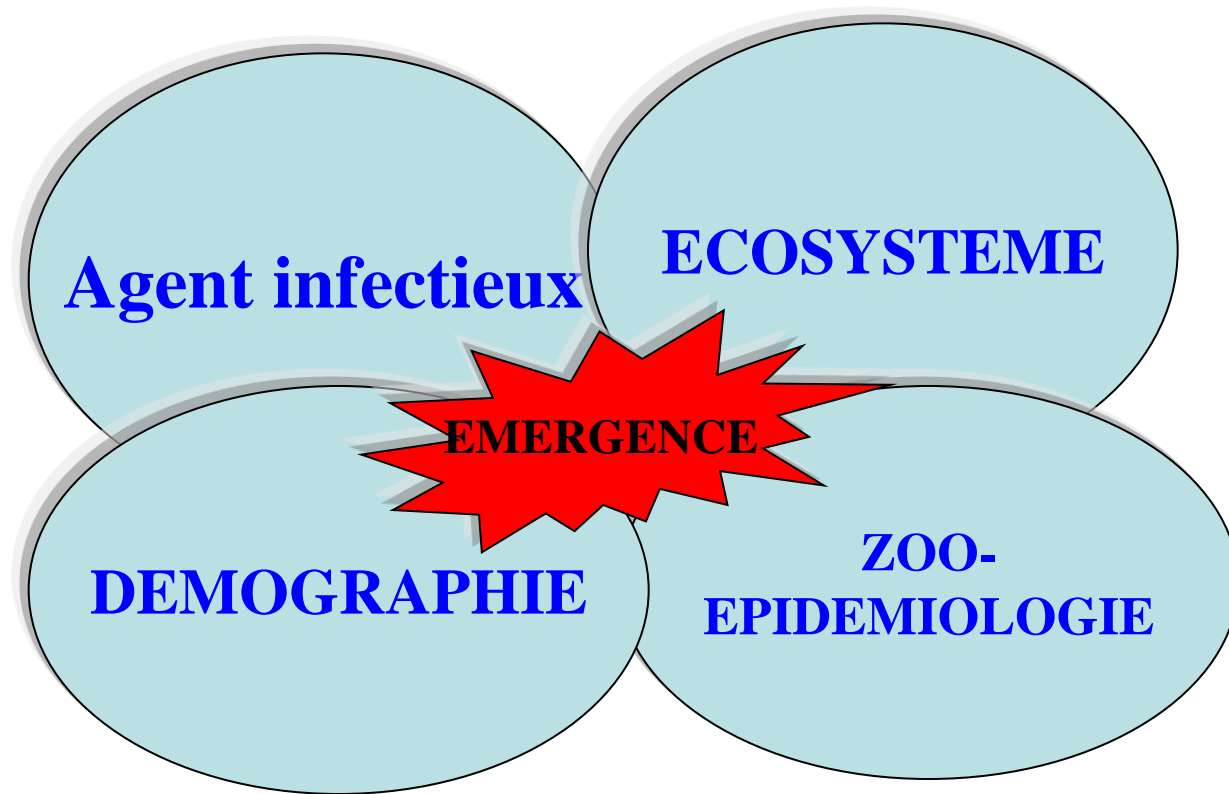 Agent infectieux
ECOSYSTEME
EMERGENCE
DEMOGRAPHIE
ZOO-
EPIDEMIOLOGIE